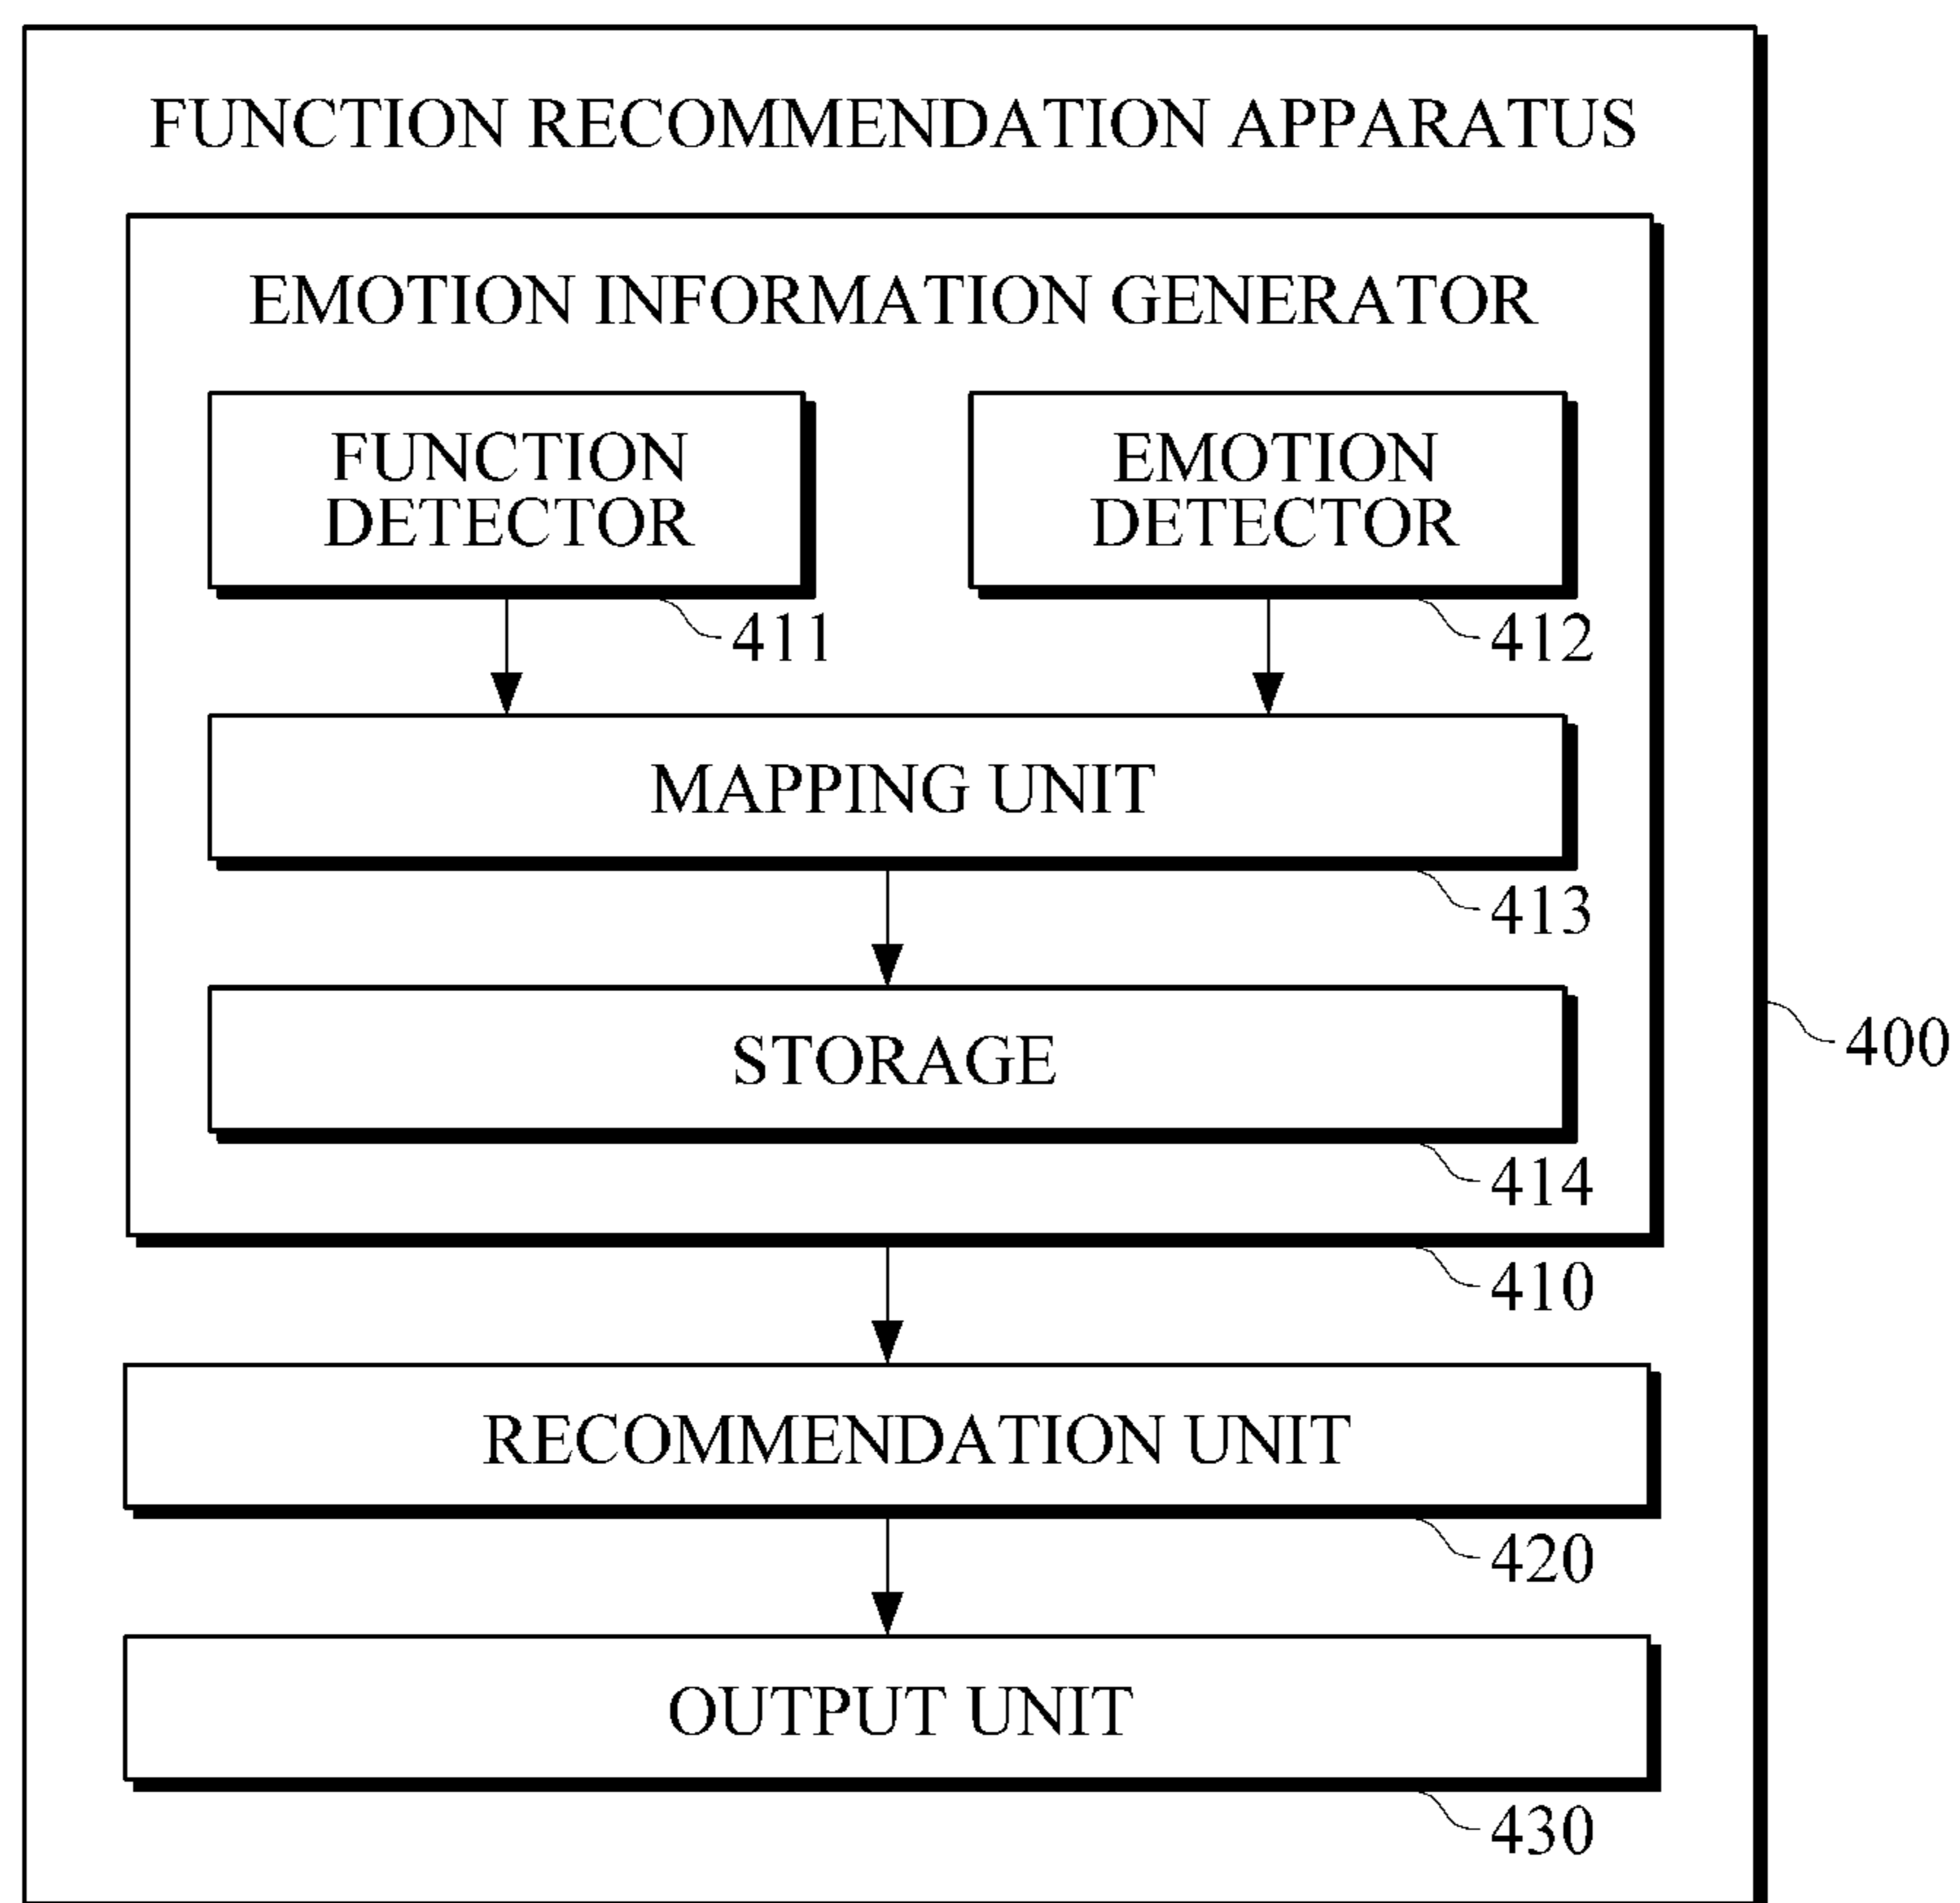 FUNCTION RECOMMENDATION APPARATUS
EMOTION INFORMATION GENERATOR
FUNCTION
DETECTOR
411
EMOTION
DETECTOR
412
MAPPING UNIT
413
STORAGE
414
410
400
RECOMMENDATION UNIT
420
OUTPUT UNIT
430